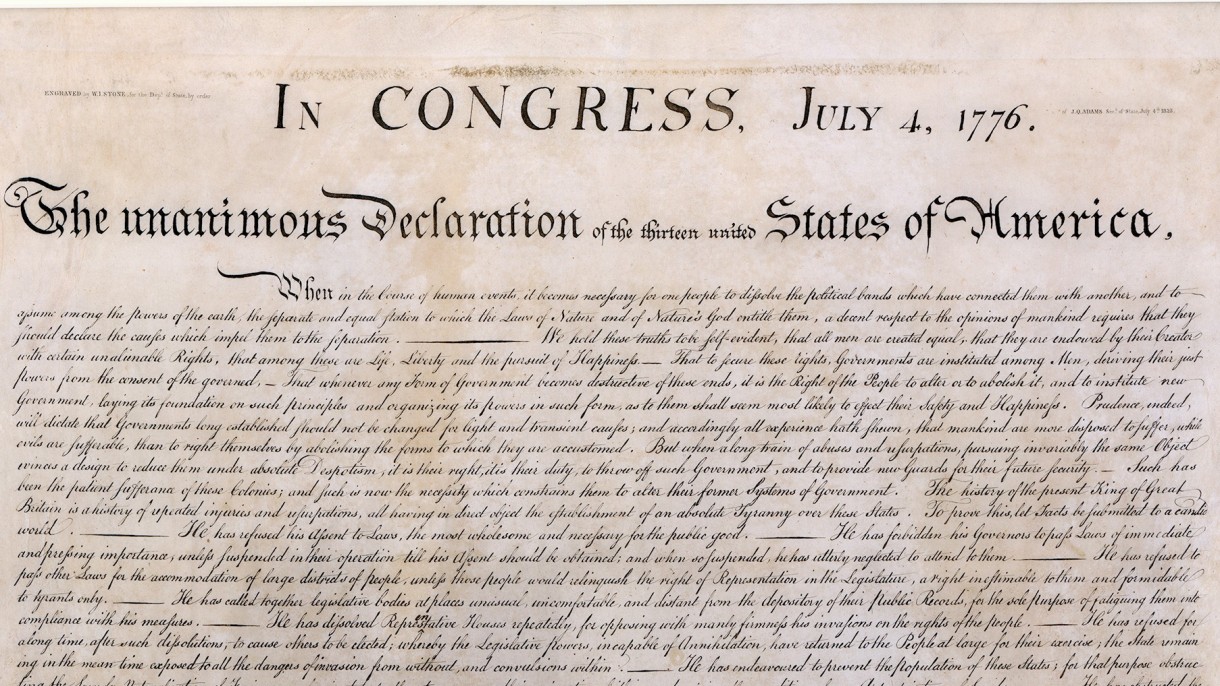 ENGRAVED by W.I.STONE, for the Dept. of State, by order
IN CONGRESS, JULY 4, 1776.
of J.Q.ADAMS Sec. of State, July 4th 1823.
The unanimous Declaration of the thirteen united States of America,
When in the Course of human events, it becomes necessary for one people to dissolve the political bands which have connected them with another, and to
assume among the powers of the earth, the separate and equal station to which the Laws of Nature and of Nature's God entitle them, a decent respect to the opinions of mankind requires that they
should declare the causes which impel them to the separation. ——— We hold these truths to be self-evident, that all men are created equal, that they are endowed by their Creator
with certain unalienable Rights, that among these are Life, Liberty and the pursuit of Happiness.— That to secure these rights, Governments are instituted among Men, deriving their just
powers from the consent of the governed, — That whenever any Form of Government becomes destructive of these ends, it is the Right of the People to alter or to abolish it, and to institute new
Government, laying its foundation on such principles and organizing its powers in such form, as to them shall seem most likely to effect their Safety and Happiness. Prudence, indeed,
will dictate that Governments long established should not be changed for light and transient causes; and accordingly all experience hath shewn, that mankind are more disposed to suffer, while
evils are sufferable, than to right themselves by abolishing the forms to which they are accustomed. But when a long train of abuses and usurpations, pursuing invariably the same Object
evinces a design to reduce them under absolute Despotism, it is their right, it is their duty, to throw off such Government, and to provide new Guards for their future security.— Such has
been the patient sufferance of these Colonies; and such is now the necessity which constrains them to alter their former Systems of Government. The history of the present King of Great
Britain is a history of repeated injuries and usurpations, all having in direct object the establishment of an absolute Tyranny over these States. To prove this, let Facts be submitted to a candid
world. ——— He has refused his Assent to Laws, the most wholesome and necessary for the public good. ——— He has forbidden his Governors to pass Laws of immediate
and pressing importance, unless suspended in their operation till his Assent should be obtained; and when so suspended, he has utterly neglected to attend to them. ——— He has refused to
pass other Laws for the accommodation of large districts of people, unless those people would relinquish the right of Representation in the Legislature, a right inestimable to them and formidable
to tyrants only. ——— He has called together legislative bodies at places unusual, uncomfortable, and distant from the depository of their Public Records, for the sole purpose of fatiguing them into
compliance with his measures. ——— He has dissolved Representative Houses repeatedly, for opposing with manly firmness his invasions on the rights of the people. ——— He has refused for
a long time, after such dissolutions, to cause others to be elected; whereby the Legislative powers, incapable of Annihilation, have returned to the People at large for their exercise; the State remain
ing in the mean time exposed to all the dangers of invasion from without, and convulsions within. ——— He has endeavoured to prevent the population of these States; for that purpose obstruc